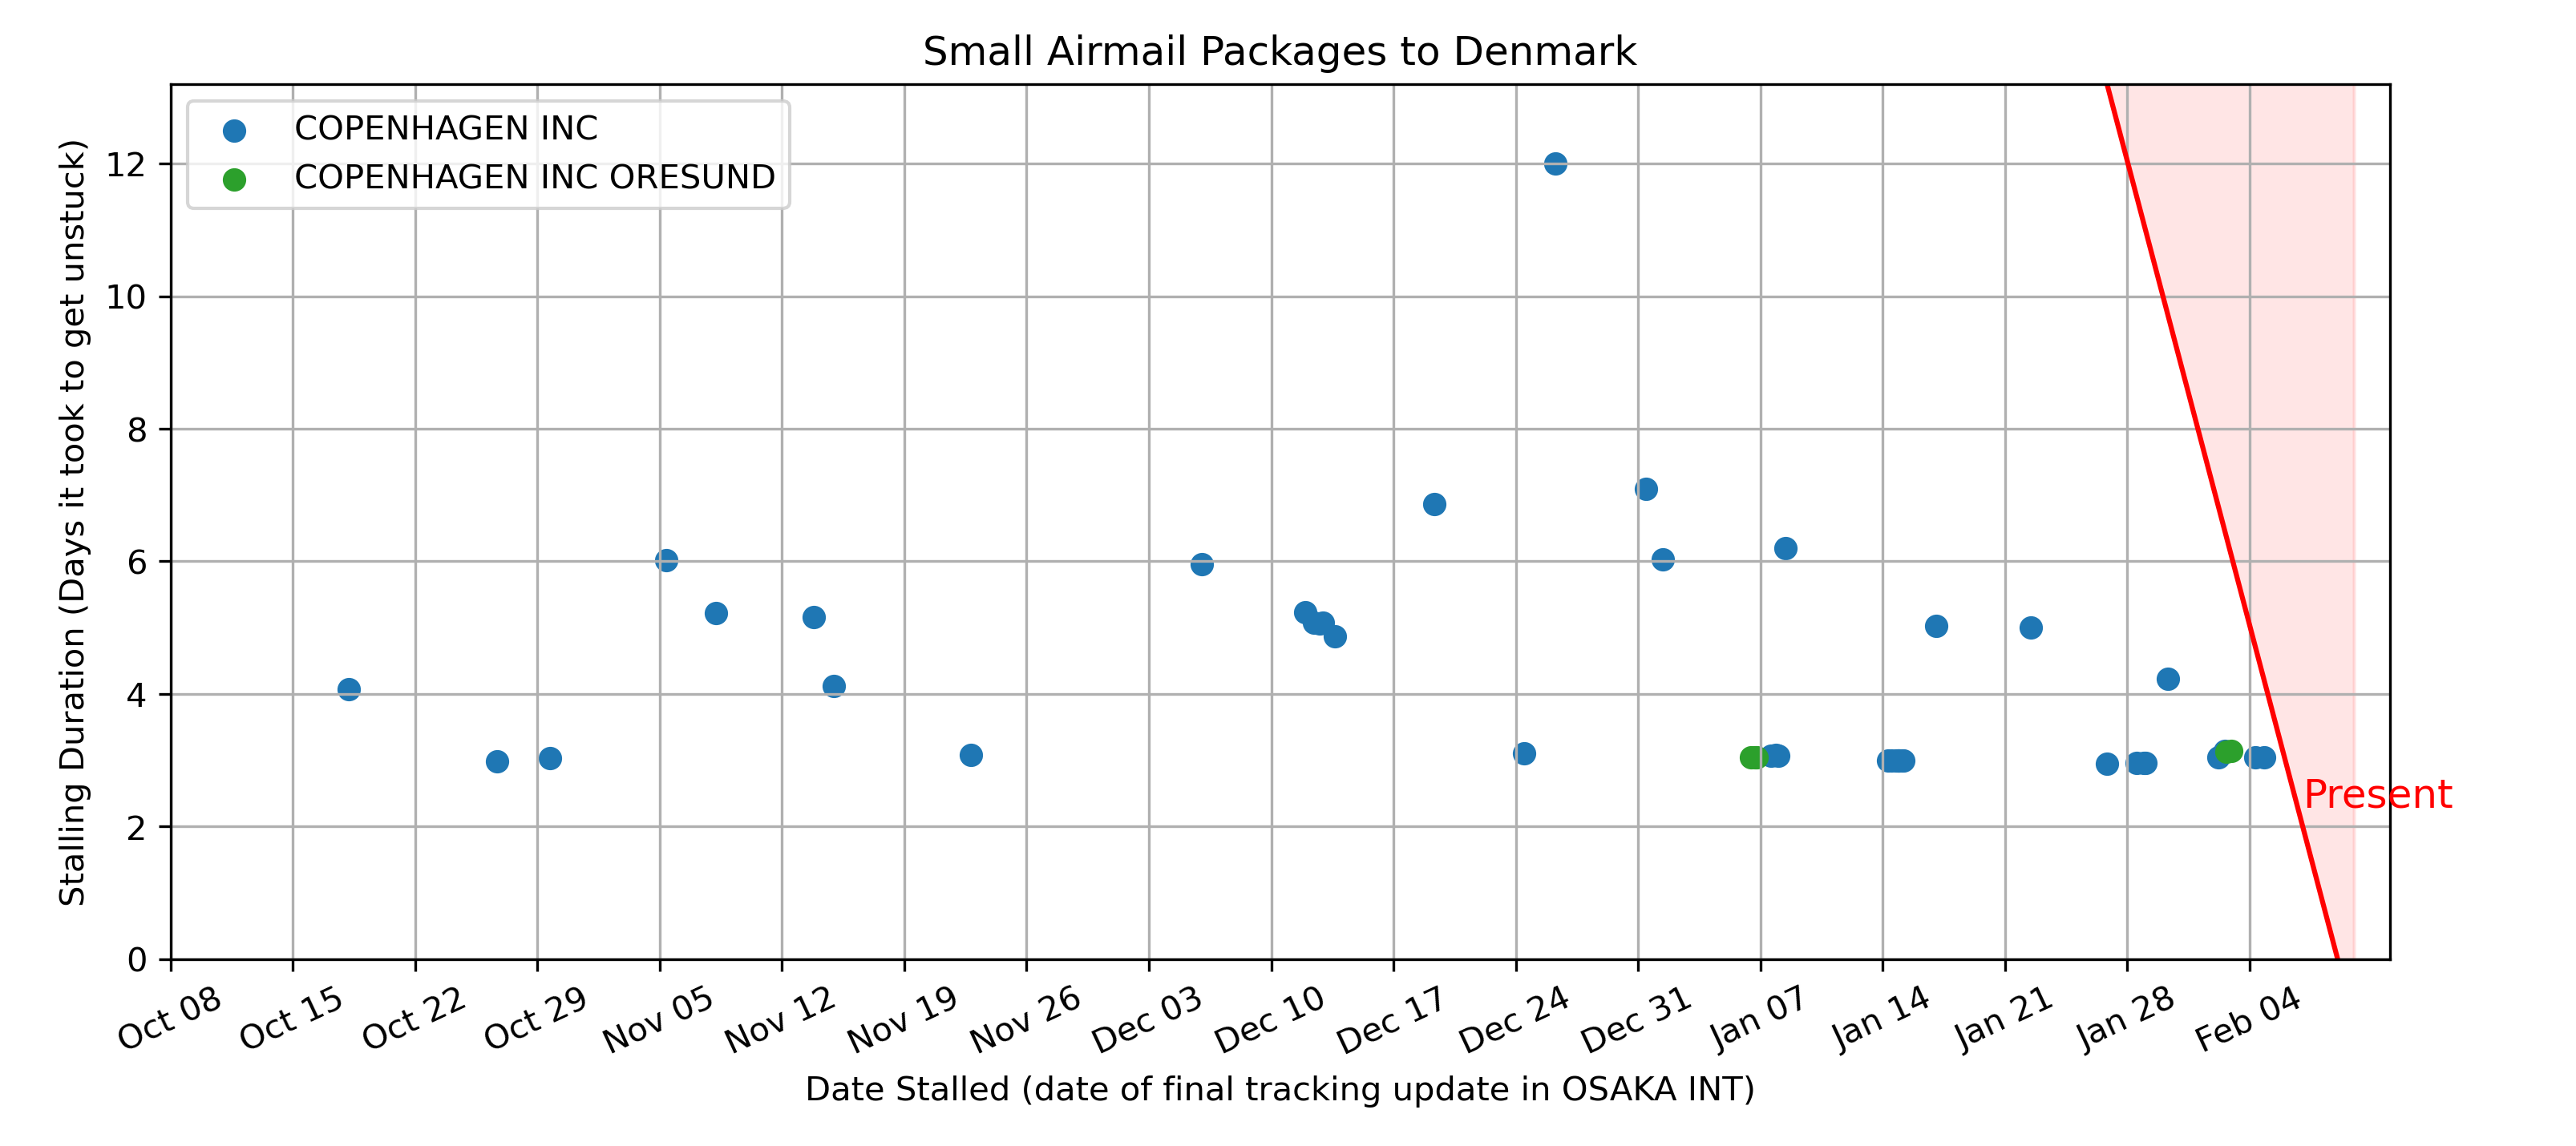 Small Airmail Packages to Denmark
COPENHAGEN INC
COPENHAGEN INC ORESUND
Stalling Duration (Days it took to get unstuck)
12
10
8
6
4
2
0
Present
Oct 08
Oct 15
Oct 22
Oct 29
Nov 05
Nov 12
Nov 19
Nov 26
Dec 03
Dec 10
Dec 17
Dec 24
Dec 31
Jan 07
Jan 14
Jan 21
Jan 28
Feb 04
Date Stalled (date of final tracking update in OSAKA INT)